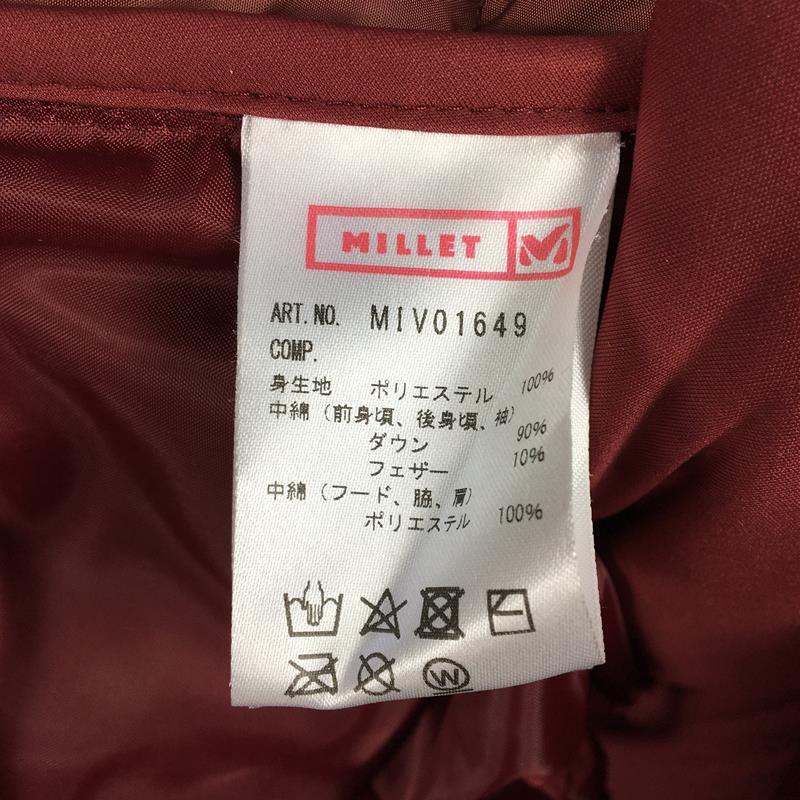 MILLET
ART.NO. MIV01649
COMP.
身生地 ポリエステル 100%
中綿（前身頃、後身頃、袖）
ダウン 90%
フェザー 10%
中綿（フード、脇、肩）
ポリエステル 100%
W